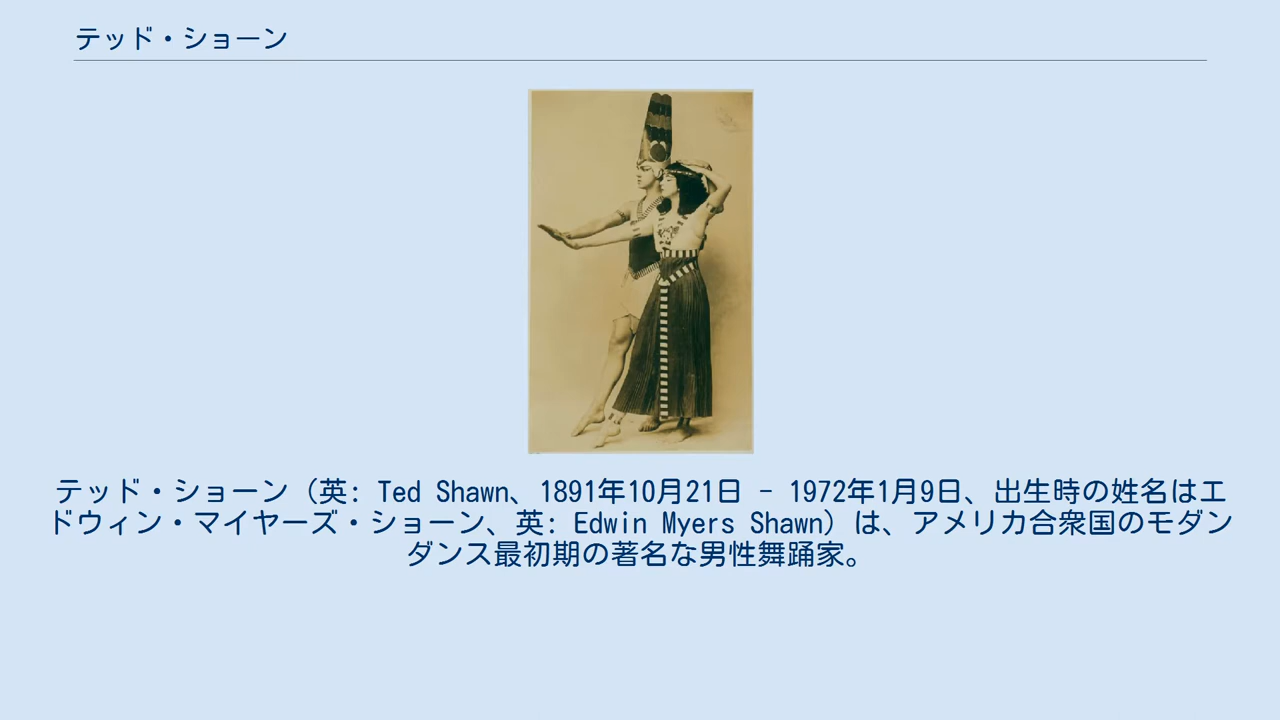 テッド・ショーン
テッド・ショーン（英: Ted Shawn、1891年10月21日 - 1972年1月9日、出生時の姓名はエ
ドウィン・マイヤーズ・ショーン、英: Edwin Myers Shawn）は、アメリカ合衆国のモダン
ダンス最初期の著名な男性舞踊家。